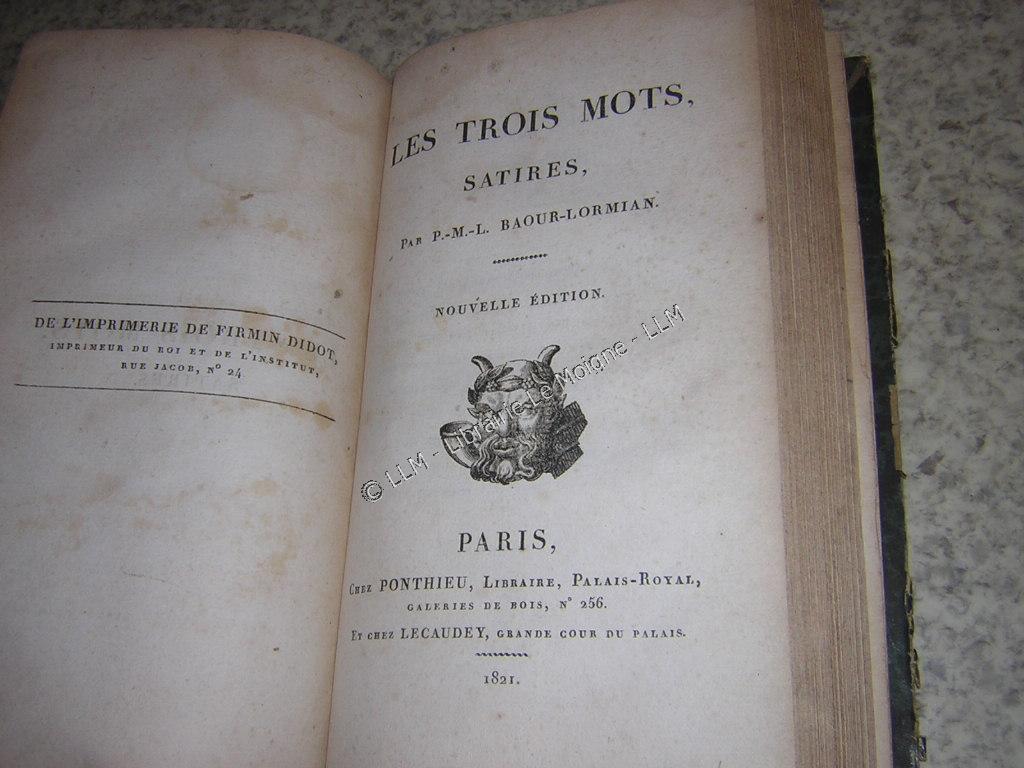 DE L'IMPRIMERIE DE FIRMIN DIDOT,
IMPRIMEUR DU ROI ET DE L'INSTITUT,
RUE JACOB, N° 24.
LES TROIS MOTS,
SATIRES,
PAR P.-M.-L. BAOUR-LORMIAN.
NOUVELLE ÉDITION.
© LLM - Librairie Le Moigne - LLM
PARIS,
CHEZ PONTHIEU, LIBRAIRE, PALAIS-ROYAL,
GALERIES DE BOIS, N° 256.
ET CHEZ LECAUDEY, GRANDE COUR DU PALAIS.
1821.